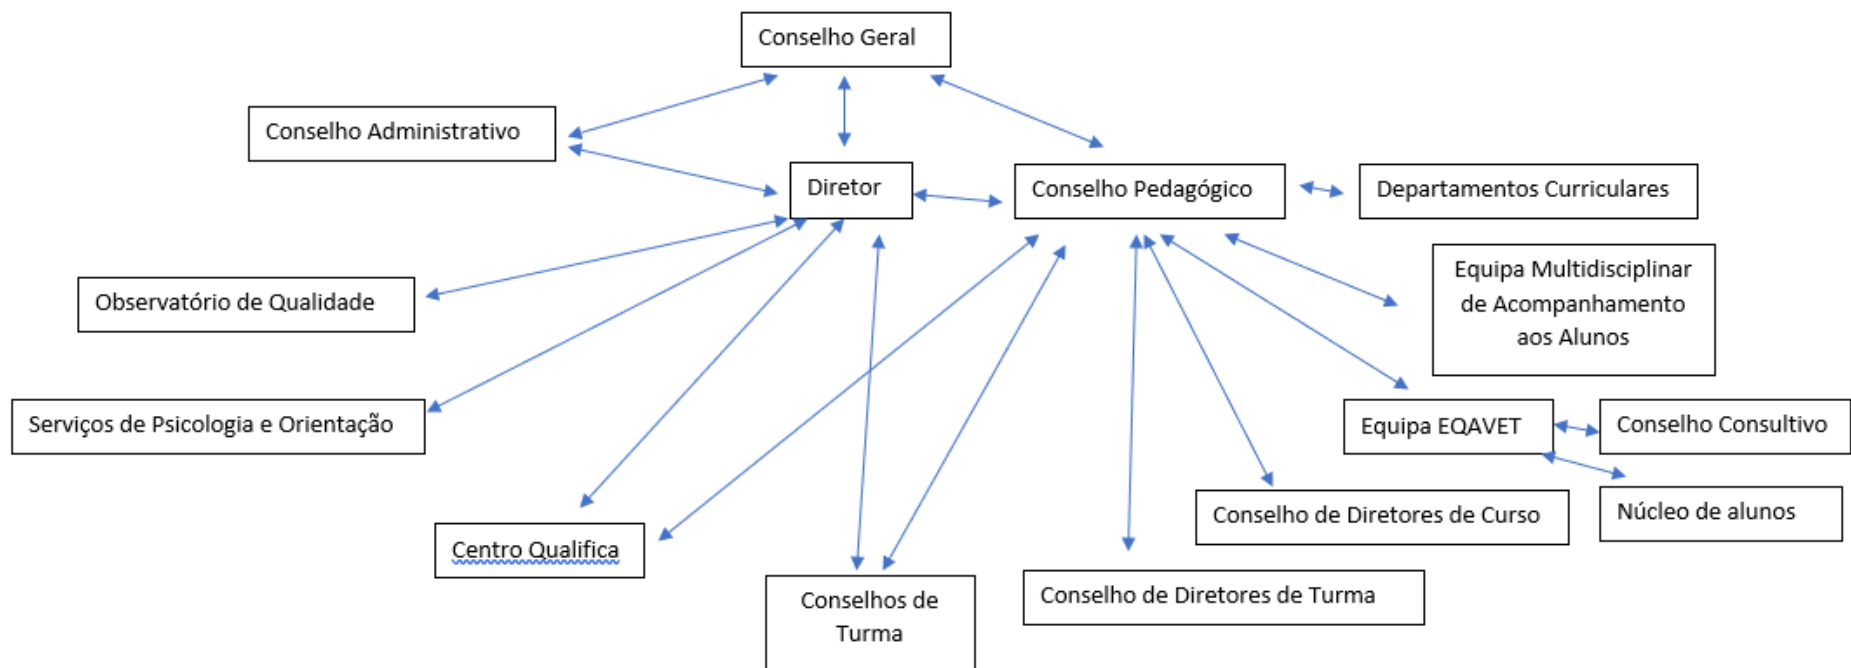 Conselho Geral
Conselho Administrativo
Diretor
Conselho Pedagógico
Departamentos Curriculares
Equipa Multidisciplinar
de Acompanhamento
aos Alunos
Observatório de Qualidade
Serviços de Psicologia e Orientação
Equipa EQAVET
Conselho Consultivo
Conselho de Diretores de Curso
Núcleo de alunos
Centro Qualifica
Conselhos de
Turma
Conselho de Diretores de Turma